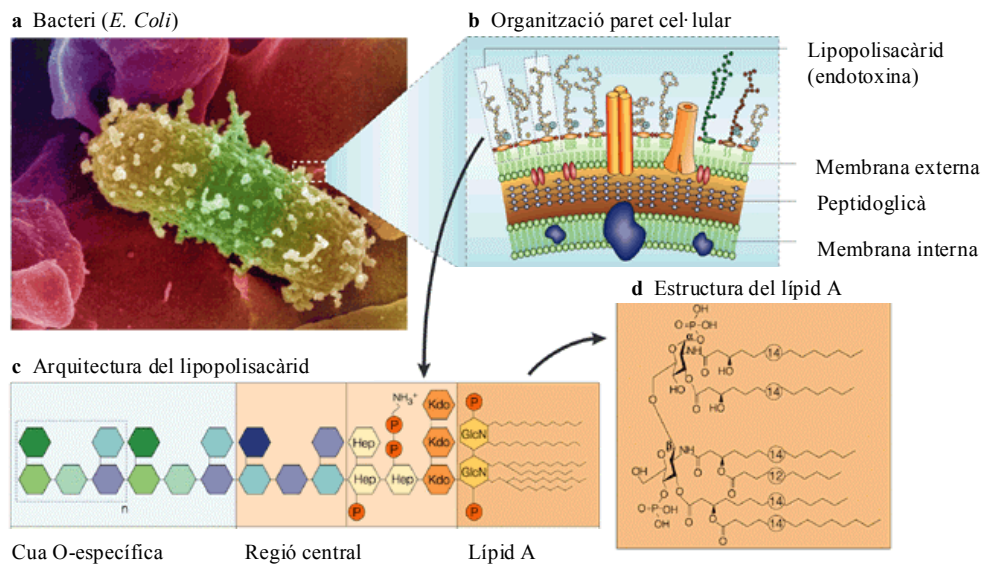 a Bacteri (E. Coli)
b Organització paret cel·lular
Lipopolisacàrid
(endotoxina)
Membrana externa
Peptidoglicà
Membrana interna
d Estructura del lípid A
c Arquitectura del lipopolisacàrid
n
NH3+
P
P
P
Hep
Hep
Hep
Kdo
Kdo
Kdo
P
GlcN
GlcN
P
Cua O-específica
Regió central
Lípid A
OH
O=P-OH
O
α
O
NH
O
HO
14
HO
O
O
O
HO
14
β
O
NH
O
O
O
14
12
HO
O
O
O
O
14
O=P-OH
OH
O
O
14